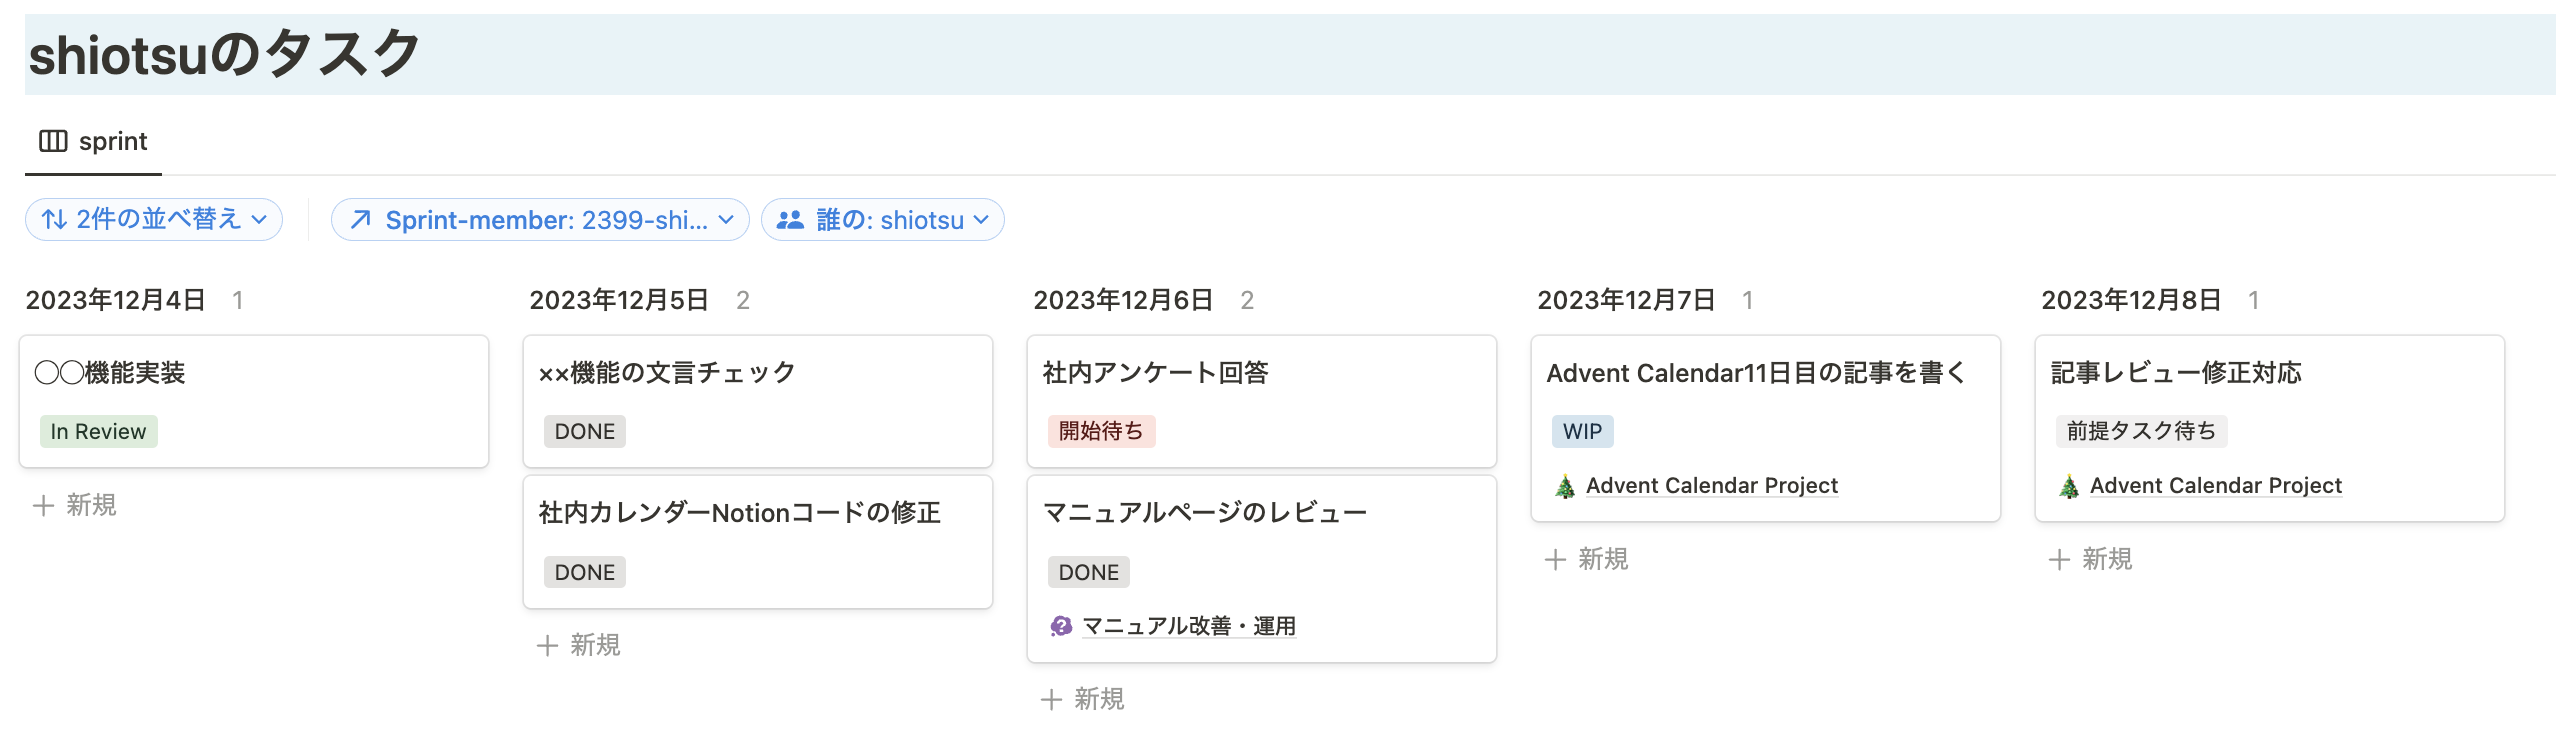 shiotsuのタスク
sprint
2件の並べ替え
Sprint-member: 2399-shi...
誰の: shiotsu
2023年12月4日 1
〇〇機能実装
In Review
新規
2023年12月5日 2
××機能の文言チェック
DONE
社内カレンダーNotionコードの修正
DONE
新規
2023年12月6日 2
社内アンケート回答
開始待ち
マニュアルページのレビュー
DONE
マニュアル改善・運用
新規
2023年12月7日 1
Advent Calendar11日目の記事を書く
WIP
Advent Calendar Project
新規
2023年12月8日 1
記事レビュー修正対応
前提タスク待ち
Advent Calendar Project
新規